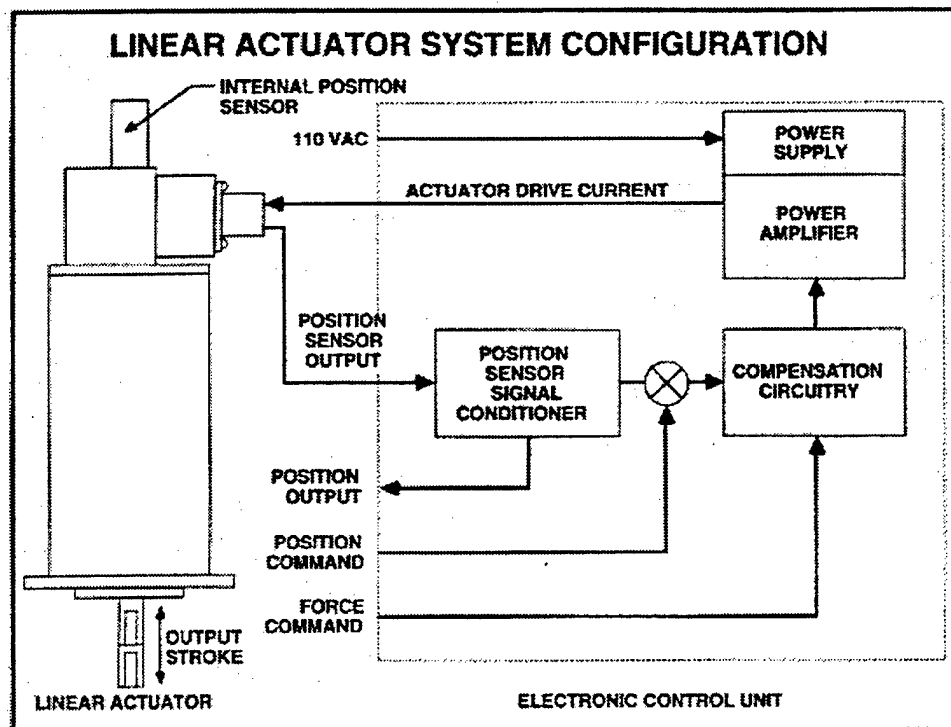 LINEAR ACTUATOR SYSTEM CONFIGURATION
INTERNAL POSITION
SENSOR
110 VAC
POWER
SUPPLY
ACTUATOR DRIVE CURRENT
POWER
AMPLIFIER
POSITION
SENSOR
OUTPUT
POSITION
SENSOR
SIGNAL
CONDITIONER
COMPENSATION
CIRCUITRY
POSITION
OUTPUT
POSITION
COMMAND
FORCE
COMMAND
OUTPUT
STROKE
LINEAR ACTUATOR
ELECTRONIC CONTROL UNIT